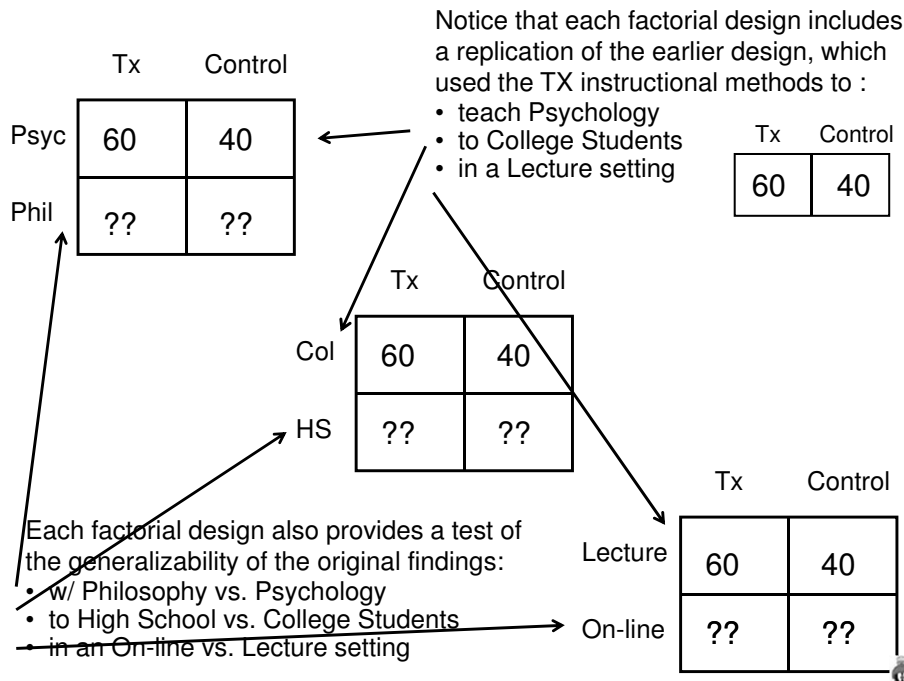 Notice that each factorial design includes
a replication of the earlier design, which
used the TX instructional methods to :
• teach Psychology
• to College Students
• in a Lecture setting
Tx Control
60 40
Tx Control
Psyc 60 40
Phil ?? ??
Tx Control
Col 60 40
HS ?? ??
Tx Control
Lecture 60 40
On-line ?? ??
Each factorial design also provides a test of
the generalizability of the original findings:
• w/ Philosophy vs. Psychology
• to High School vs. College Students
• in an On-line vs. Lecture setting